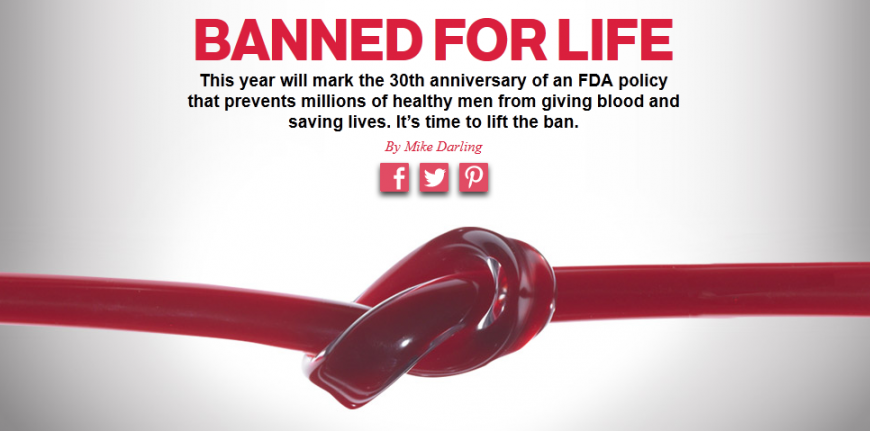 BANNED FOR LIFE
This year will mark the 30th anniversary of an FDA policy
that prevents millions of healthy men from giving blood and
saving lives. It’s time to lift the ban.
By Mike Darling